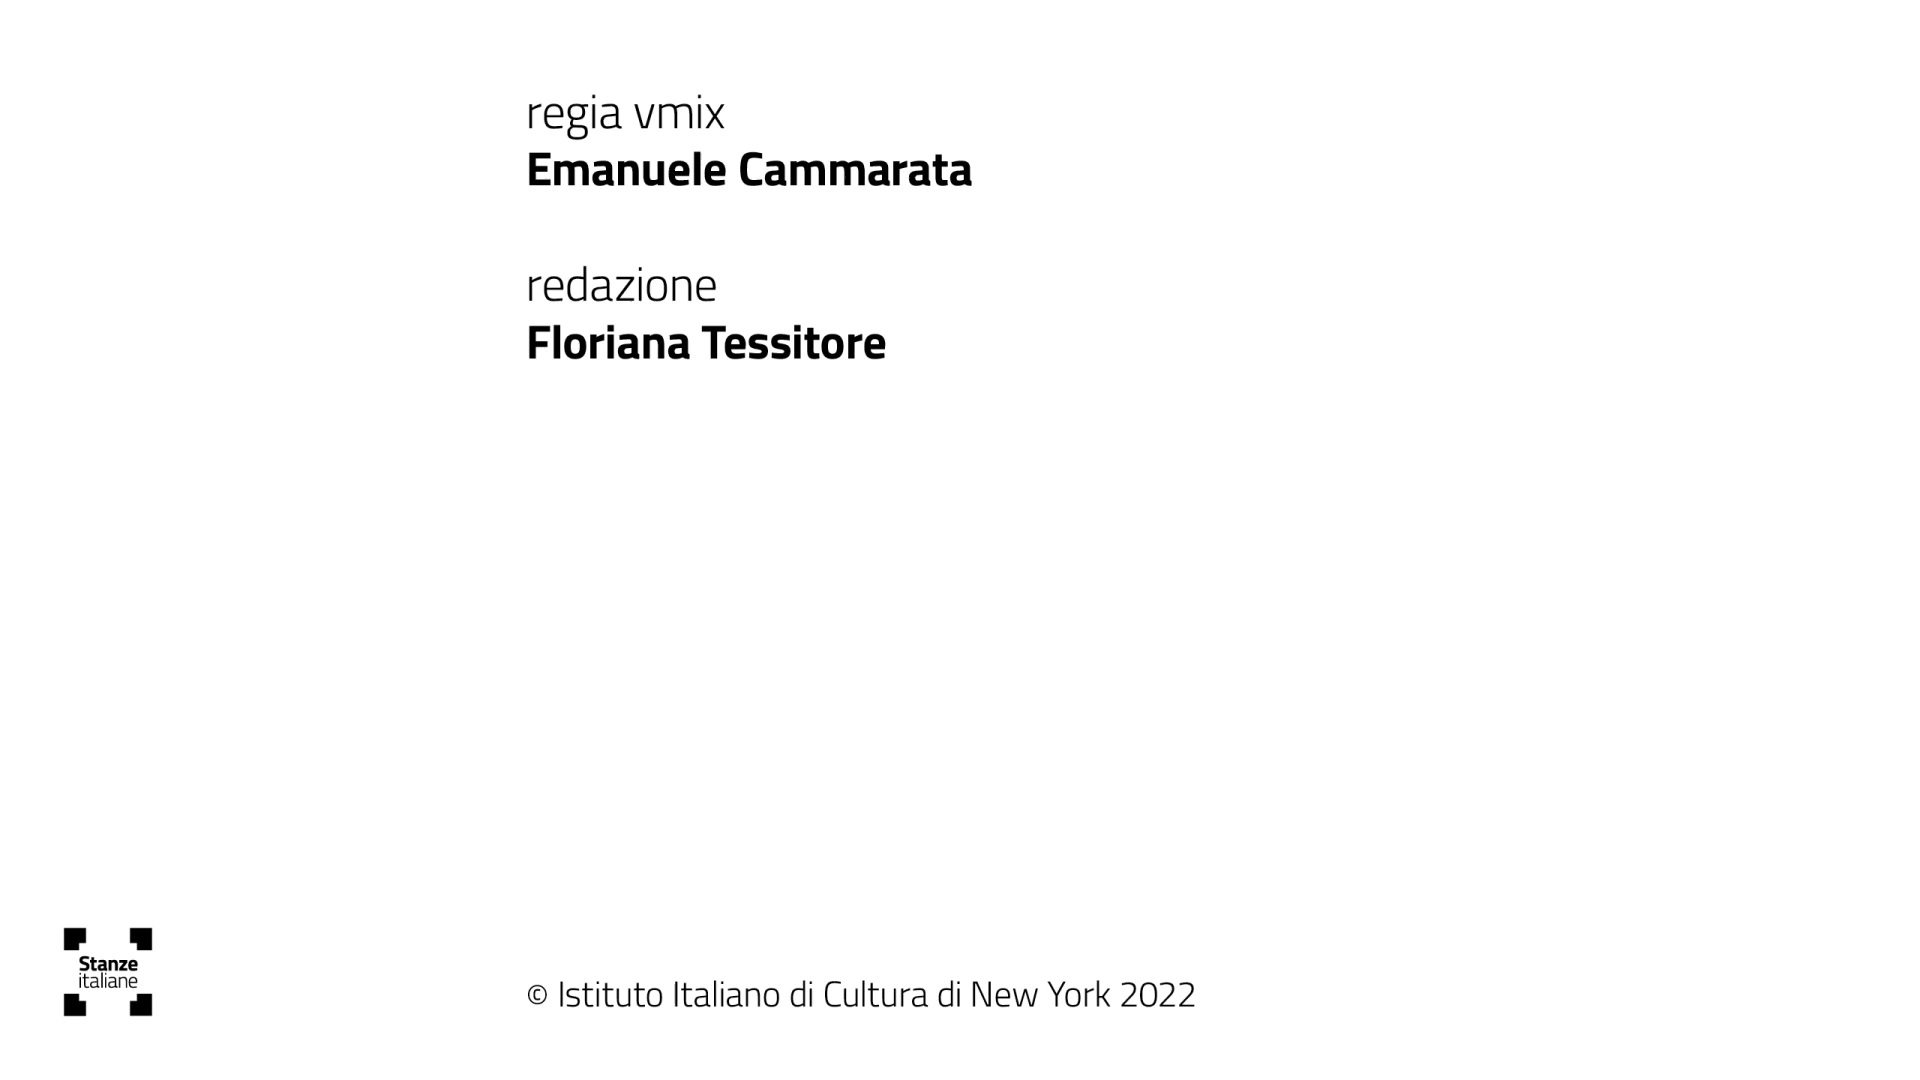 regia vmix
Emanuele Cammarata
redazione
Floriana Tessitore
Stanze
italiane
© Istituto Italiano di Cultura di New York 2022